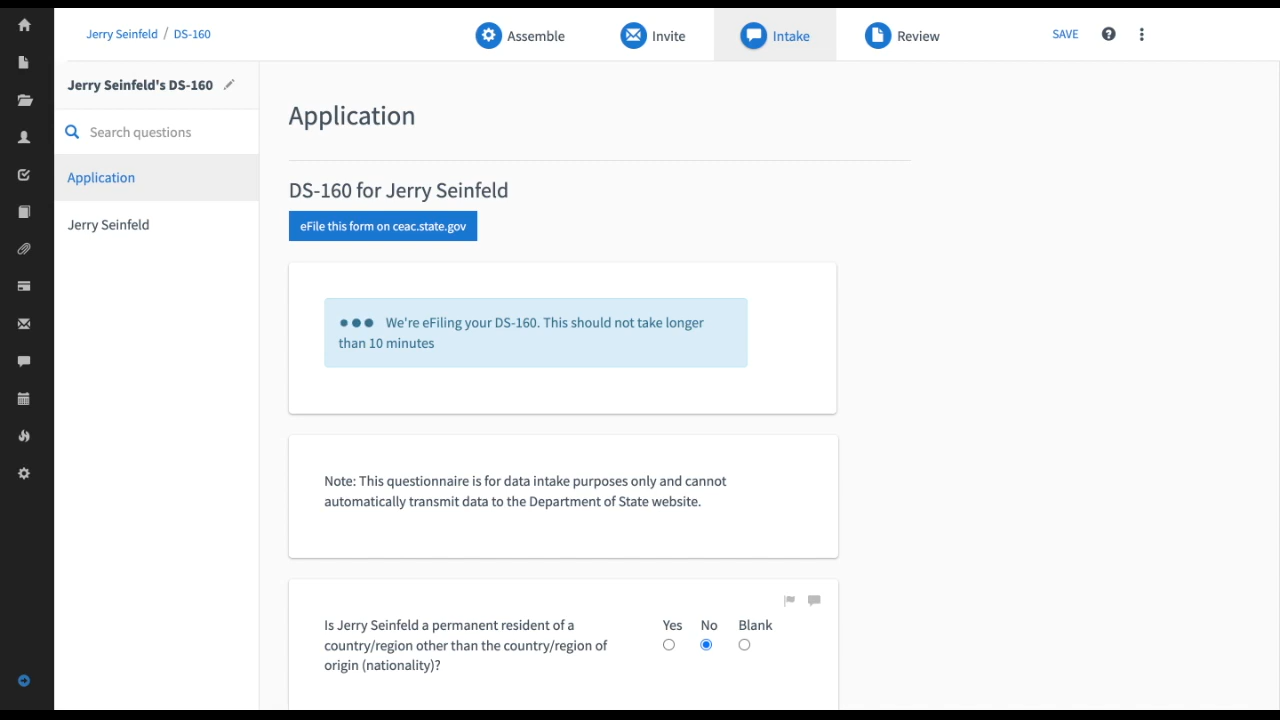 Jerry Seinfeld / DS-160
Assemble
Invite
Intake
Review
SAVE
Jerry Seinfeld's DS-160
Search questions
Application
Jerry Seinfeld
Application
DS-160 for Jerry Seinfeld
eFile this form on ceac.state.gov
We're eFiling your DS-160. This should not take longer
than 10 minutes
Note: This questionnaire is for data intake purposes only and cannot
automatically transmit data to the Department of State website.
Is Jerry Seinfeld a permanent resident of a
country/region other than the country/region of
origin (nationality)?
Yes No Blank